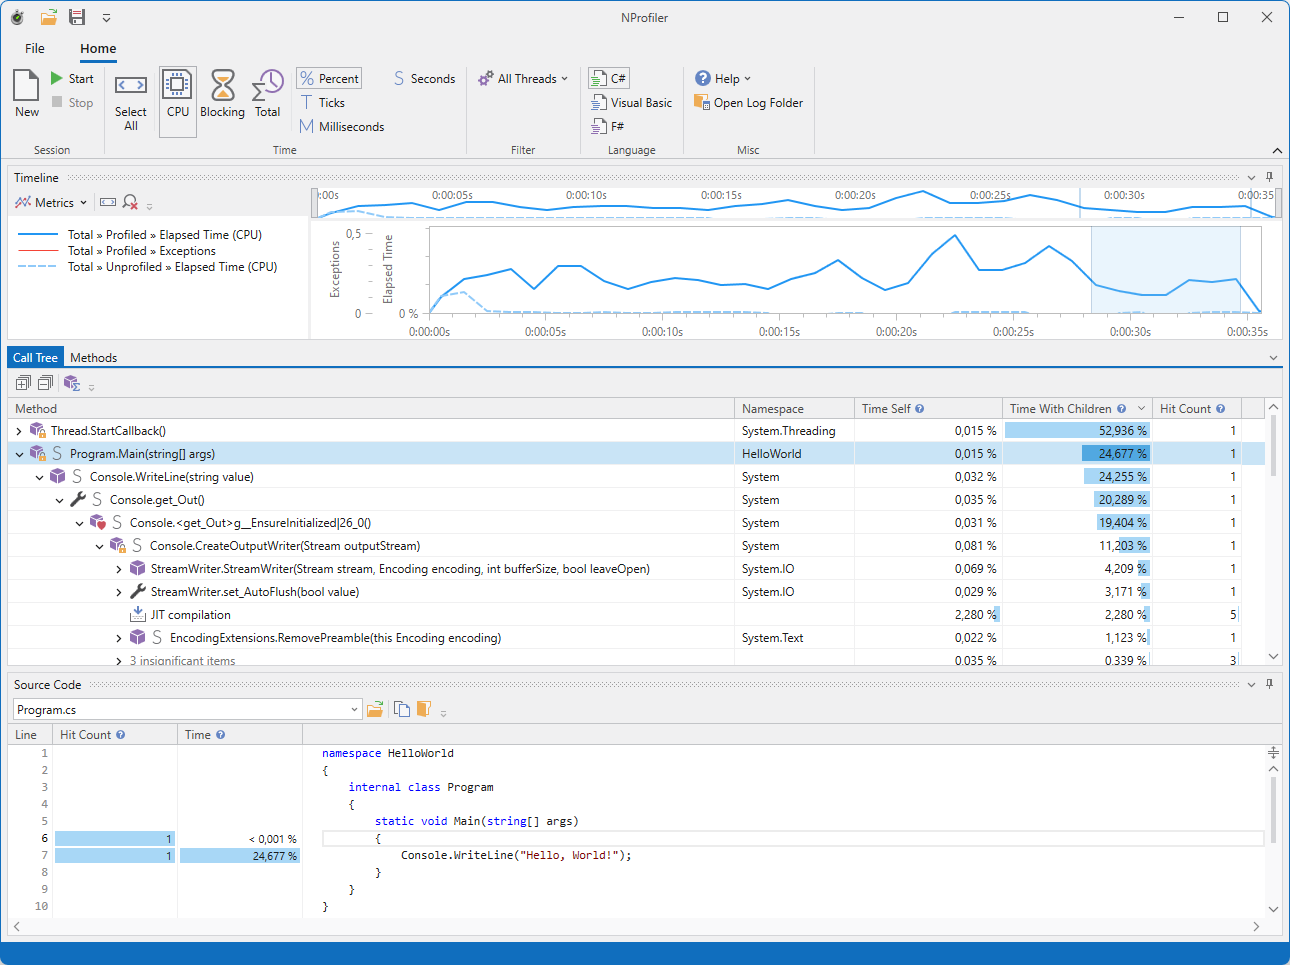 NProfiler
File
Home
New
Start
Stop
Session
Select All
CPU
Blocking
Total
Percent
Ticks
Milliseconds
Seconds
Time
All Threads
Filter
C#
Visual Basic
F#
Language
Help
Open Log Folder
Misc
Timeline
Metrics
Total » Profiled » Elapsed Time (CPU)
Total » Profiled » Exceptions
Total » Unprofiled » Elapsed Time (CPU)
:00s 0:00:05s 0:00:10s 0:00:15s 0:00:20s 0:00:25s 0:00:30s 0:00:35
Exceptions
0,5
0
Elapsed Time
0 %
0:00:00s 0:00:05s 0:00:10s 0:00:15s 0:00:20s 0:00:25s 0:00:30s 0:00:35s
Call Tree Methods
Method Namespace Time Self Time With Children Hit Count
Thread.StartCallback() System.Threading 0,015 % 52,936 % 1
S Program.Main(string[] args) HelloWorld 0,015 % 24,677 % 1
S Console.WriteLine(string value) System 0,032 % 24,255 % 1
S Console.get_Out() System 0,035 % 20,289 % 1
S Console.<get_Out>g__EnsureInitialized|26_0() System 0,031 % 19,404 % 1
S Console.CreateOutputWriter(Stream outputStream) System 0,081 % 11,203 % 1
StreamWriter.StreamWriter(Stream stream, Encoding encoding, int bufferSize, bool leaveOpen) System.IO 0,069 % 4,209 % 1
StreamWriter.set_AutoFlush(bool value) System.IO 0,029 % 3,171 % 1
JIT compilation 2,280 % 2,280 % 5
S EncodingExtensions.RemovePreamble(this Encoding encoding) System.Text 0,022 % 1,123 % 1
3 insignificant items 0,035 % 0,339 % 3
Source Code
Program.cs
Line Hit Count Time
1 namespace HelloWorld
2 {
3 internal class Program
4 {
5 static void Main(string[] args)
6 1 < 0,001 % {
7 1 24,677 % Console.WriteLine("Hello, World!");
8 }
9 }
10 }